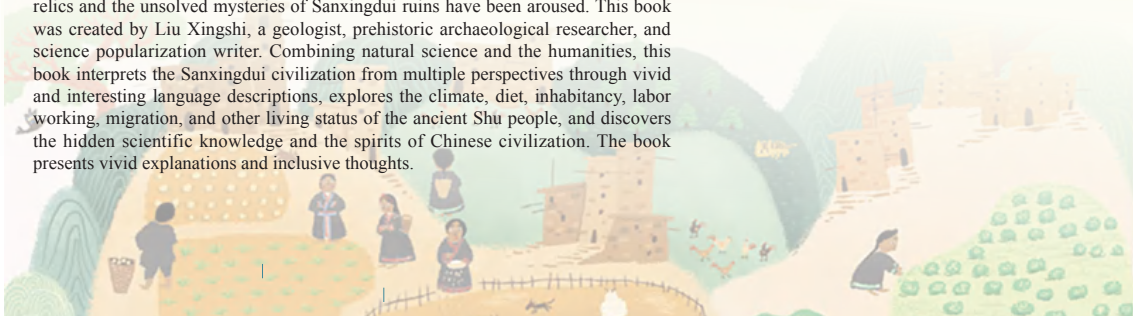 relics and the unsolved mysteries of Sanxingdui ruins have been aroused. This book
was created by Liu Xingshi, a geologist, prehistoric archaeological researcher, and
science popularization writer. Combining natural science and the humanities, this
book interprets the Sanxingdui civilization from multiple perspectives through vivid
and interesting language descriptions, explores the climate, diet, inhabitancy, labor
working, migration, and other living status of the ancient Shu people, and discovers
the hidden scientific knowledge and the spirits of Chinese civilization. The book
presents vivid explanations and inclusive thoughts.